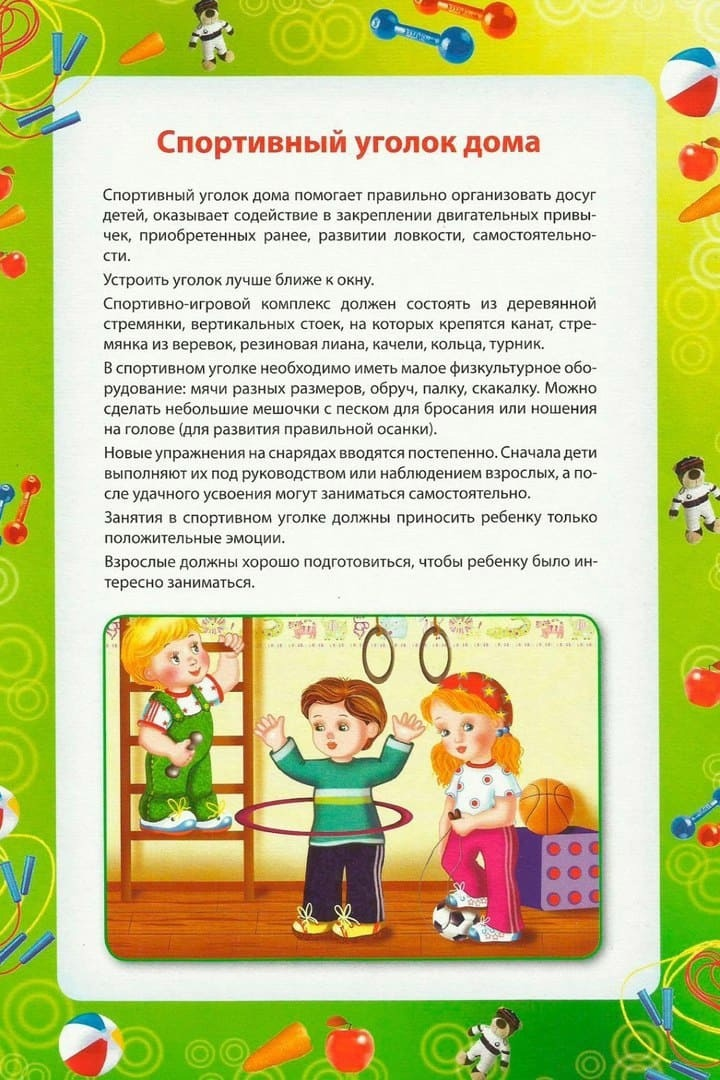 Спортивный уголок дома
Спортивный уголок дома помогает правильно организовать досуг
детей, оказывает содействие в закреплении двигательных привы-
чек, приобретенных ранее, развитии ловкости, самостоятельно-
сти.
Устроить уголок лучше ближе к окну.
Спортивно-игровой комплекс должен состоять из деревянной
стремянки, вертикальных стоек, на которых крепятся канат, стре-
мянка из веревок, резиновая лиана, качели, кольца, турник.
В спортивном уголке необходимо иметь малое физкультурное обо-
рудование: мячи разных размеров, обруч, палку, скакалку. Можно
сделать небольшие мешочки с песком для бросания или ношения
на голове (для развития правильной осанки).
Новые упражнения на снарядах вводятся постепенно. Сначала дети
выполняют их под руководством или наблюдением взрослых, а по-
сле удачного усвоения могут заниматься самостоятельно.
Занятия в спортивном уголке должны приносить ребенку только
положительные эмоции.
Взрослые должны хорошо подготовиться, чтобы ребенку было ин-
тересно заниматься.